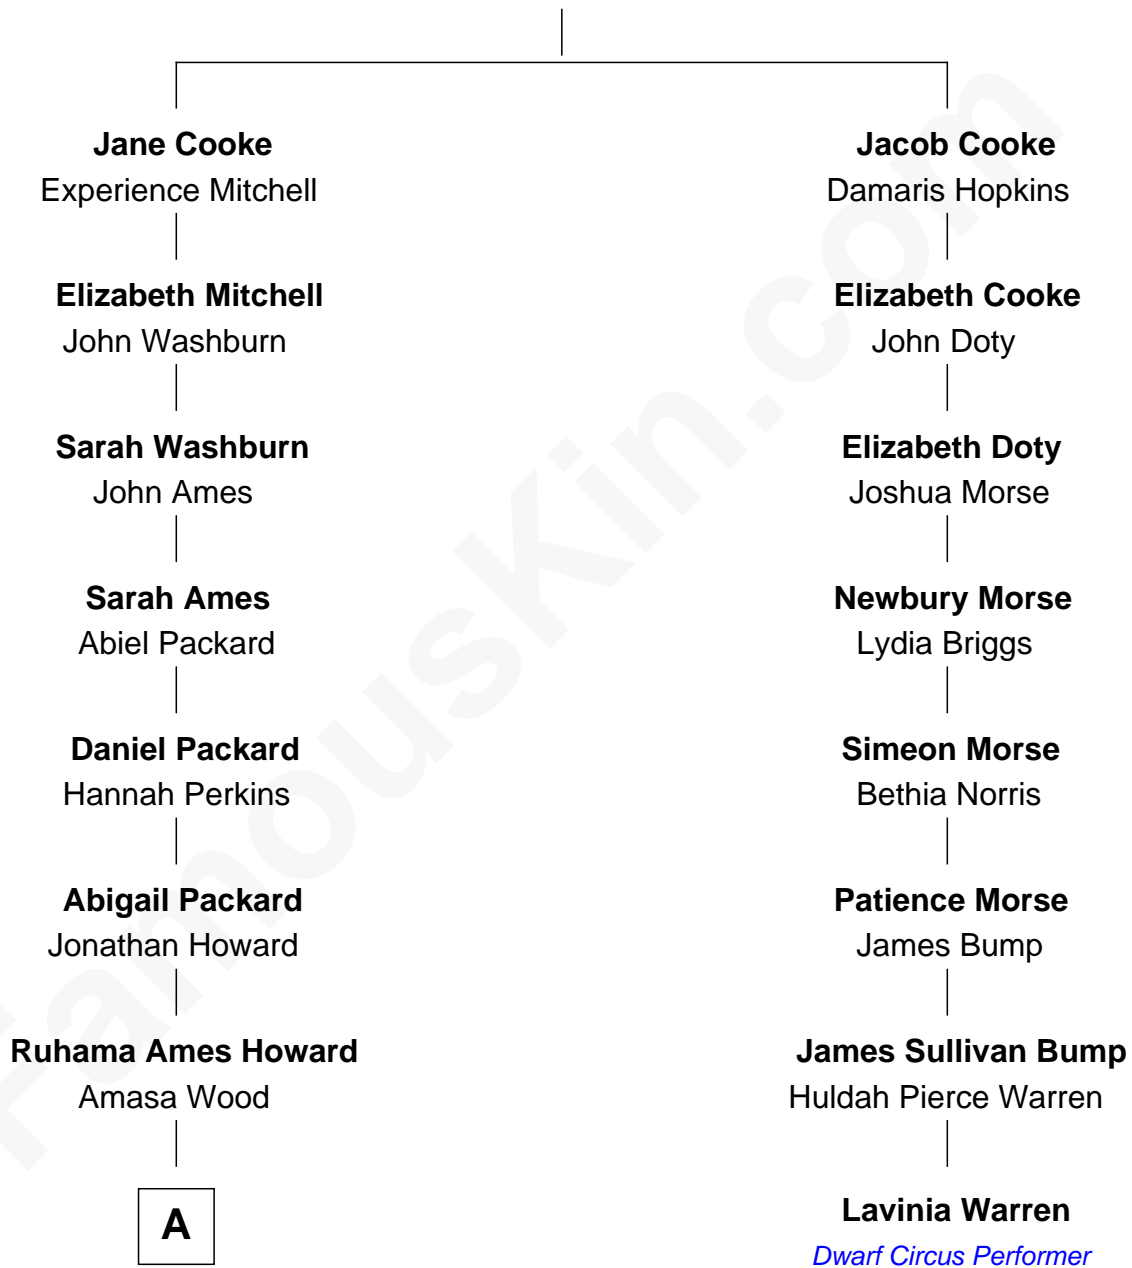 Jane Cooke
Experience Mitchell
Elizabeth Mitchell
John Washburn
Sarah Washburn
John Ames
Sarah Ames
Abiel Packard
Daniel Packard
Hannah Perkins
Abigail Packard
Jonathan Howard
Ruhama Ames Howard
Amasa Wood
A
Jacob Cooke
Damaris Hopkins
Elizabeth Cooke
John Doty
Elizabeth Doty
Joshua Morse
Newbury Morse
Lydia Briggs
Simeon Morse
Bethia Norris
Patience Morse
James Bump
James Sullivan Bump
Huldah Pierce Warren
Lavinia Warren
Dwarf Circus Performer
FamousKin.com